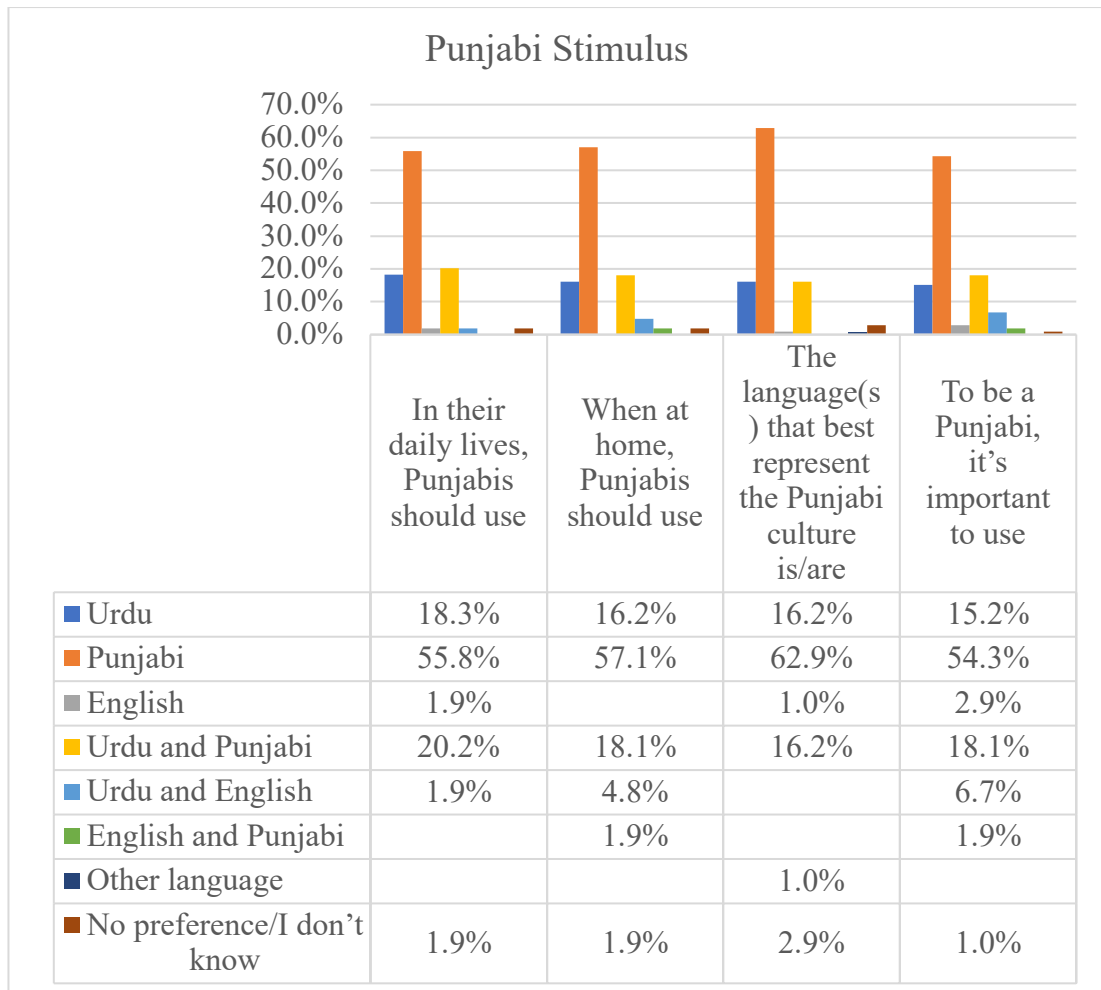 Punjabi Stimulus
70.0%
60.0%
50.0%
40.0%
30.0%
20.0%
10.0%
0.0%
In their
daily lives,
Punjabis
should use
When at
home,
Punjabis
should use
The
language(s
) that best
represent
the Punjabi
culture
is/are
To be a
Punjabi,
it’s
important
to use
Urdu 18.3% 16.2% 16.2% 15.2%
Punjabi 55.8% 57.1% 62.9% 54.3%
English 1.9% 1.0% 2.9%
Urdu and Punjabi 20.2% 18.1% 16.2% 18.1%
Urdu and English 1.9% 4.8% 6.7%
English and Punjabi 1.9% 1.9%
Other language 1.0%
No preference/I don’t
know 1.9% 1.9% 2.9% 1.0%